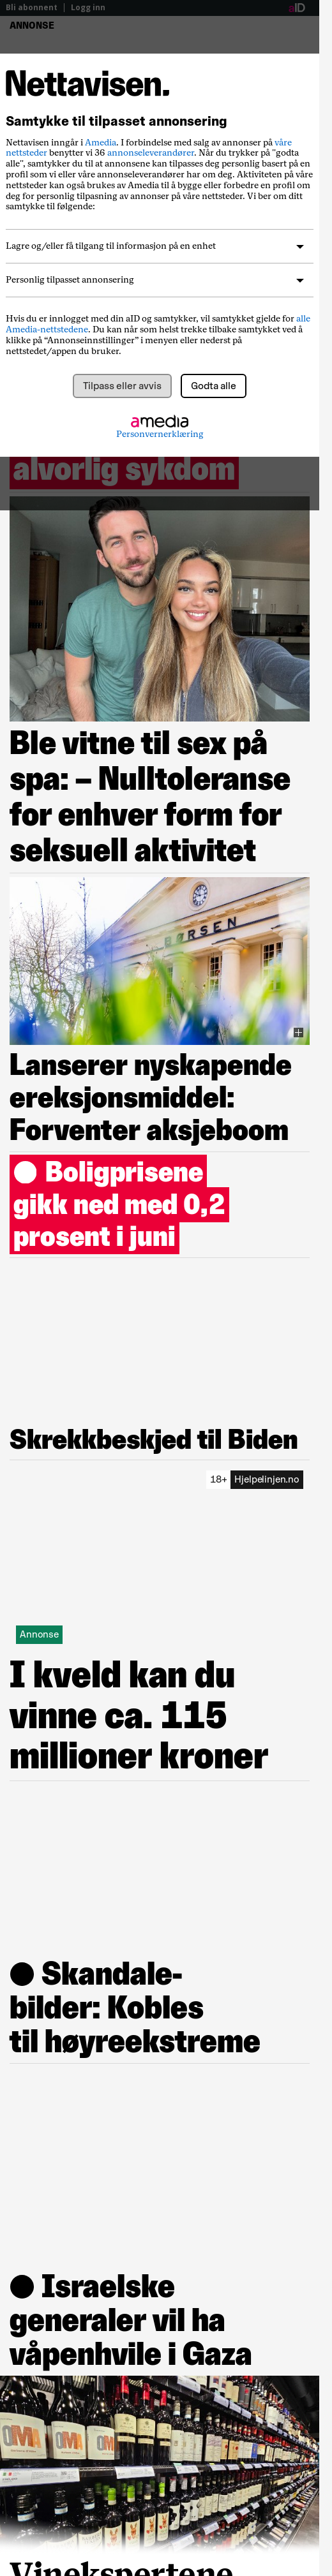 Bli abonnent | Logg inn
aID
ANNONSE
Nettavisen.
Samtykke til tilpasset annonsering
Nettavisen inngår i Amedia. I forbindelse med salg av annonser på våre
nettsteder benytter vi 36 annonseleverandører. Når du trykker på "godta
alle", samtykker du til at annonsene kan tilpasses deg personlig basert på en
profil som vi eller våre annonseleverandører har om deg. Aktiviteten på våre
nettsteder kan også brukes av Amedia til å bygge eller forbedre en profil om
deg for personlig tilpasning av annonser på våre nettsteder. Vi ber om ditt
samtykke til følgende:
Lagre og/eller få tilgang til informasjon på en enhet
Personlig tilpasset annonsering
Hvis du er innlogget med din aID og samtykker, vil samtykket gjelde for alle
Amedia-nettstedene. Du kan når som helst trekke tilbake samtykket ved å
klikke på “Annonseinnstillinger” i menyen eller nederst på
nettstedet/appen du bruker.
Tilpass eller avvis
Godta alle
amedia
Personvernerklæring
alvorlig sykdom
Ble vitne til sex på
spa: – Nulltoleranse
for enhver form for
seksuell aktivitet
BØRSEN
Lanserer nyskapende
ereksjonsmiddel:
Forventer aksjeboom
● Boligprisene
gikk ned med 0,2
prosent i juni
Skrekkbeskjed til Biden
18+ Hjelpelinjen.no
Annonse
I kveld kan du
vinne ca. 115
millioner kroner
● Skandale-
bilder: Kobles
til høyreekstreme
● Israelske
generaler vil ha
våpenhvile i Gaza
OMA
Vinekspertene